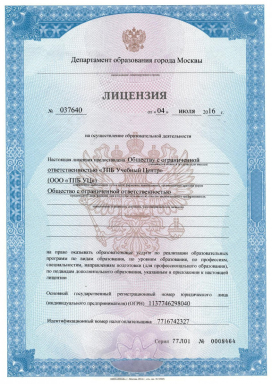 Департамент образования города Москвы
ЛИЦЕНЗИЯ
№ 037640 от «04» июля 2016 г.
на осуществление образовательной деятельности
Настоящая лицензия предоставлена Общество с ограниченной
ответственностью «ТПБ Учебный Центр»
(ООО «ТПБ УЦ»)
Общество с ограниченной ответственностью
на право оказывать образовательные услуги по реализации образовательных
программ по видам образования, по уровням образования, по профессиям,
специальностям, направлениям подготовки (для профессионального образования),
по подвидам дополнительного образования, указанным в приложении к настоящей
лицензии
Основной государственный регистрационный номер юридического лица
(индивидуального предпринимателя) (ОГРН) 1137746298040
Идентификационный номер налогоплательщика 7716742327
Серия 77Л01 № 0008464